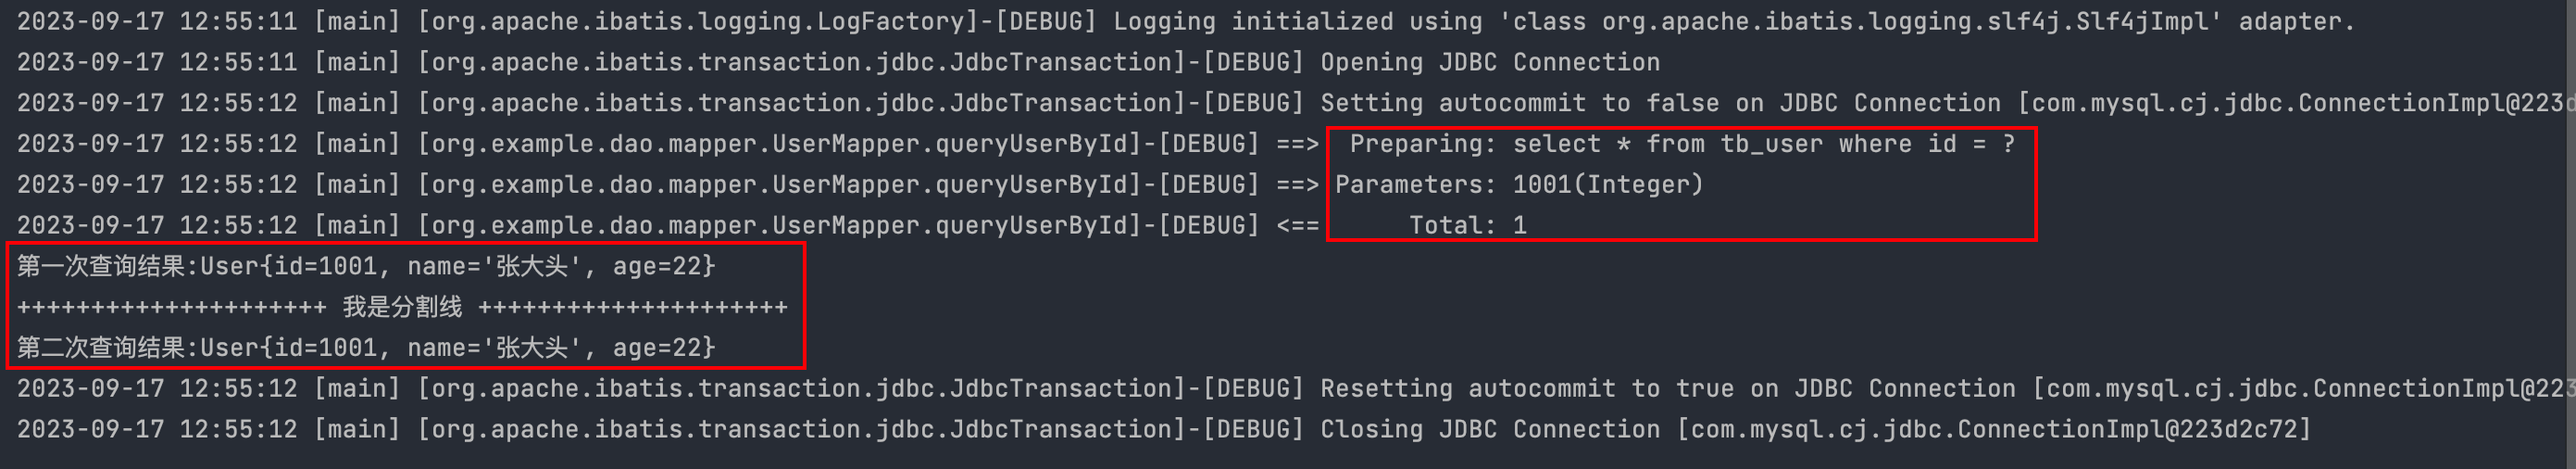 2023-09-17 12:55:11 [main] [org.apache.ibatis.logging.LogFactory]-[DEBUG] Logging initialized using 'class org.apache.ibatis.logging.slf4j.Slf4jImpl' adapter.
2023-09-17 12:55:11 [main] [org.apache.ibatis.transaction.jdbc.JdbcTransaction]-[DEBUG] Opening JDBC Connection
2023-09-17 12:55:12 [main] [org.apache.ibatis.transaction.jdbc.JdbcTransaction]-[DEBUG] Setting autocommit to false on JDBC Connection [com.mysql.cj.jdbc.ConnectionImpl@223d
2023-09-17 12:55:12 [main] [org.example.dao.mapper.UserMapper.queryUserById]-[DEBUG] ==>  Preparing: select * from tb_user where id = ?
2023-09-17 12:55:12 [main] [org.example.dao.mapper.UserMapper.queryUserById]-[DEBUG] ==> Parameters: 1001(Integer)
2023-09-17 12:55:12 [main] [org.example.dao.mapper.UserMapper.queryUserById]-[DEBUG] <==      Total: 1
第一次查询结果:User{id=1001, name='张大头', age=22}
+++++++++++++++++++++ 我是分割线 +++++++++++++++++++++
第二次查询结果:User{id=1001, name='张大头', age=22}
2023-09-17 12:55:12 [main] [org.apache.ibatis.transaction.jdbc.JdbcTransaction]-[DEBUG] Resetting autocommit to true on JDBC Connection [com.mysql.cj.jdbc.ConnectionImpl@223
2023-09-17 12:55:12 [main] [org.apache.ibatis.transaction.jdbc.JdbcTransaction]-[DEBUG] Closing JDBC Connection [com.mysql.cj.jdbc.ConnectionImpl@223d2c72]